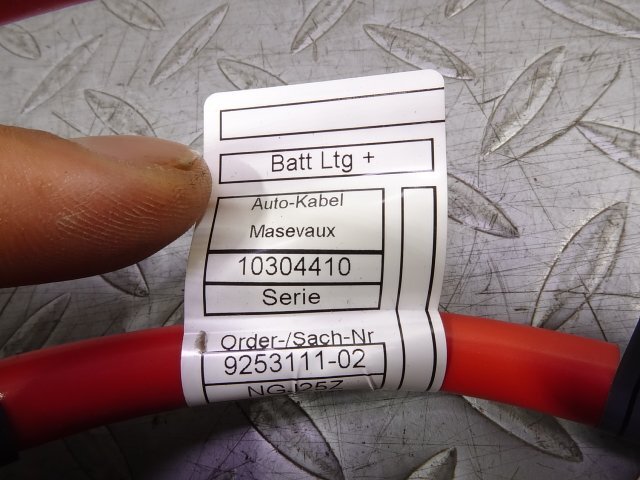 Batt Ltg +
Auto-Kabel
Masevaux
10304410
Serie
Order-/Sach-Nr
9253111-02